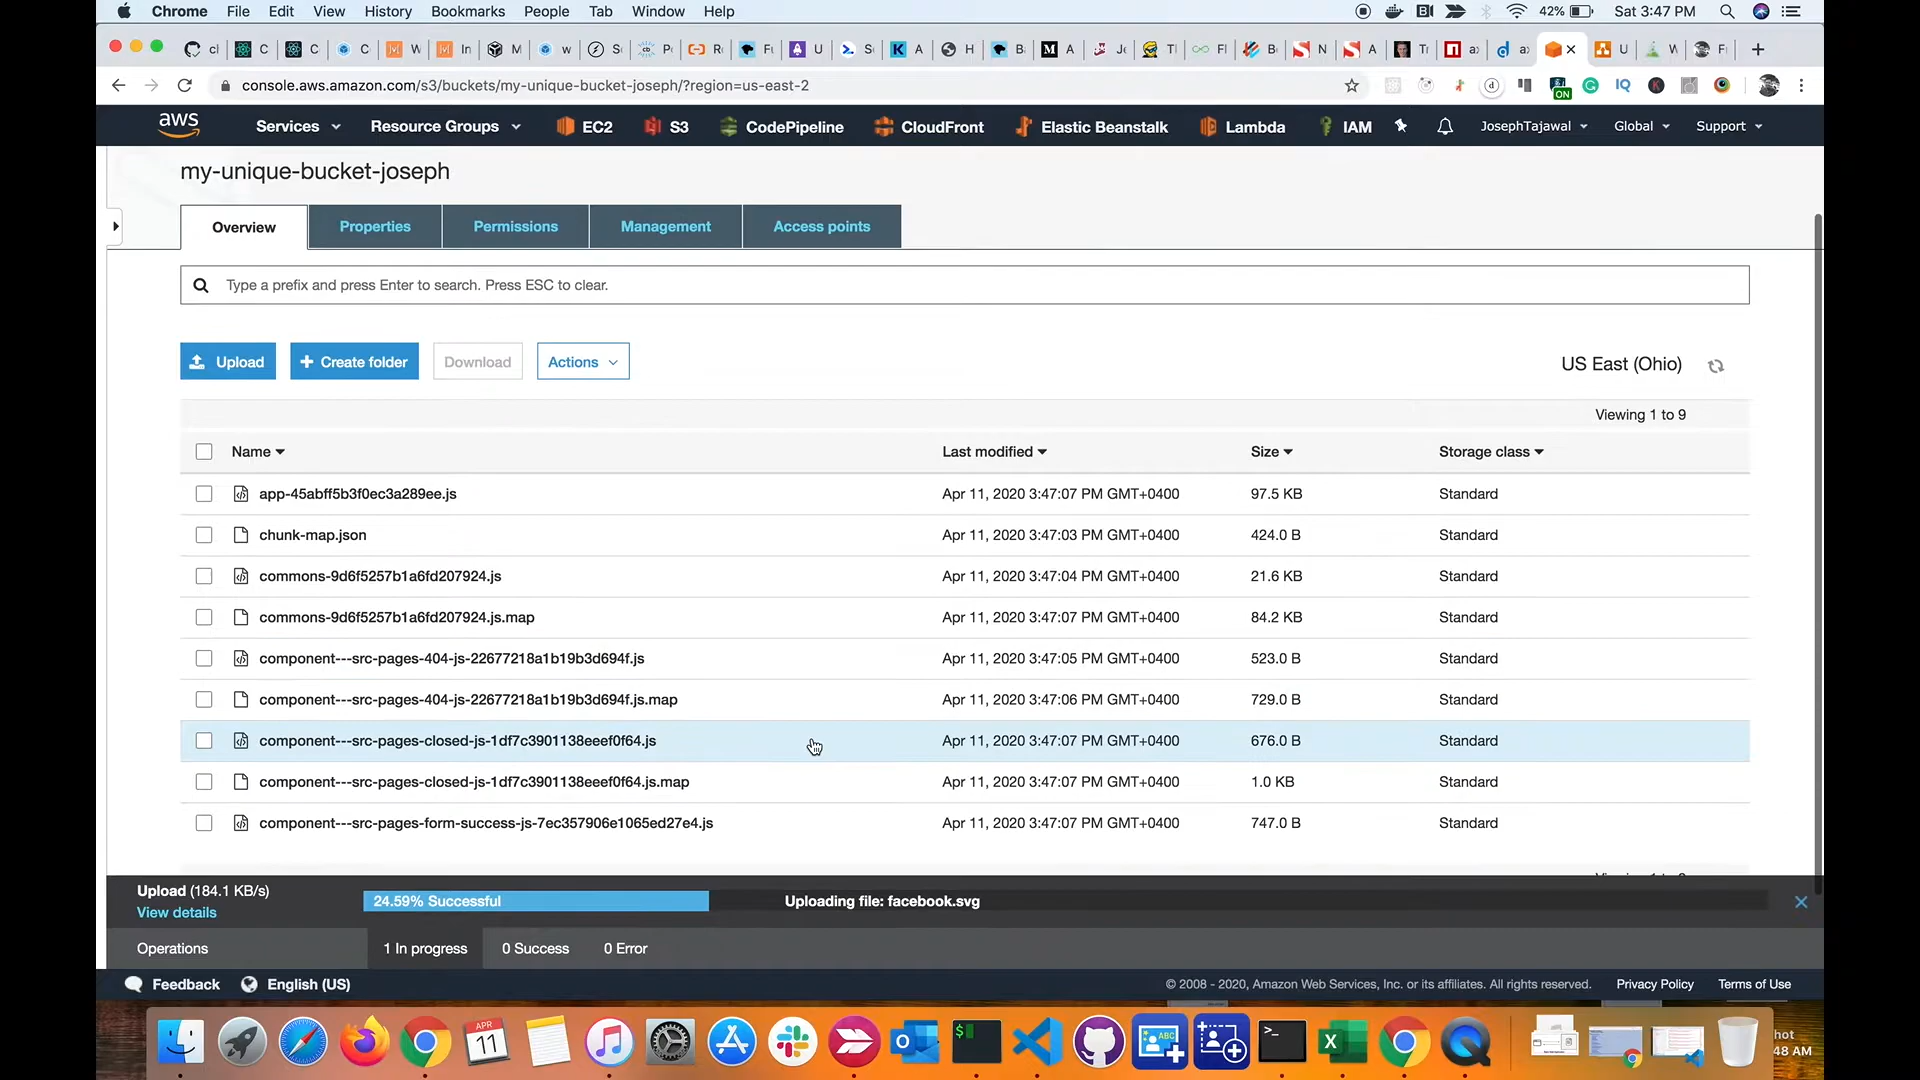 Chrome File Edit View History Bookmarks People Tab Window Help 42% Sat 3:47 PM
console.aws.amazon.com/s3/buckets/my-unique-bucket-joseph/?region=us-east-2
ON
aws Services Resource Groups EC2 S3 CodePipeline CloudFront Elastic Beanstalk Lambda IAM JosephTajawal Global Support
my-unique-bucket-joseph
Overview Properties Permissions Management Access points
Type a prefix and press Enter to search. Press ESC to clear.
Upload + Create folder Download Actions US East (Ohio)
Viewing 1 to 9
Name Last modified Size Storage class
app-45abff5b3f0ec3a289ee.js Apr 11, 2020 3:47:07 PM GMT+0400 97.5 KB Standard
chunk-map.json Apr 11, 2020 3:47:03 PM GMT+0400 424.0 B Standard
commons-9d6f5257b1a6fd207924.js Apr 11, 2020 3:47:04 PM GMT+0400 21.6 KB Standard
commons-9d6f5257b1a6fd207924.js.map Apr 11, 2020 3:47:07 PM GMT+0400 84.2 KB Standard
component---src-pages-404-js-22677218a1b19b3d694f.js Apr 11, 2020 3:47:05 PM GMT+0400 523.0 B Standard
component---src-pages-404-js-22677218a1b19b3d694f.js.map Apr 11, 2020 3:47:06 PM GMT+0400 729.0 B Standard
component---src-pages-closed-js-1df7c3901138eeef0f64.js Apr 11, 2020 3:47:07 PM GMT+0400 676.0 B Standard
component---src-pages-closed-js-1df7c3901138eeef0f64.js.map Apr 11, 2020 3:47:07 PM GMT+0400 1.0 KB Standard
component---src-pages-form-success-js-7ec357906e1065ed27e4.js Apr 11, 2020 3:47:07 PM GMT+0400 747.0 B Standard
Upload (184.1 KB/s) 24.59% Successful Uploading file: facebook.svg
View details
Operations 1 In progress 0 Success 0 Error
Feedback English (US) © 2008 - 2020, Amazon Web Services, Inc. or its affiliates. All rights reserved. Privacy Policy Terms of Use
APR
11
hot
48 AM